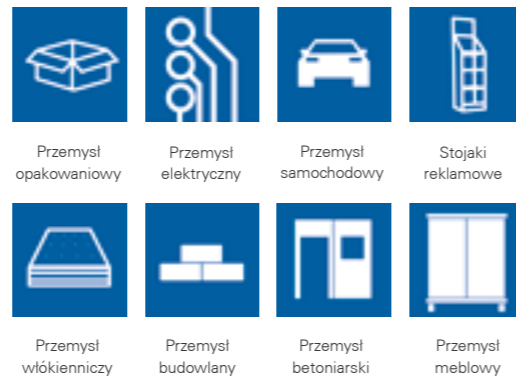 Przemysł
opakowaniowy
Przemysł
elektryczny
Przemysł
samochodowy
Stojaki
reklamowe
Przemysł
włókienniczy
Przemysł
budowlany
Przemysł
betoniarski
Przemysł
meblowy